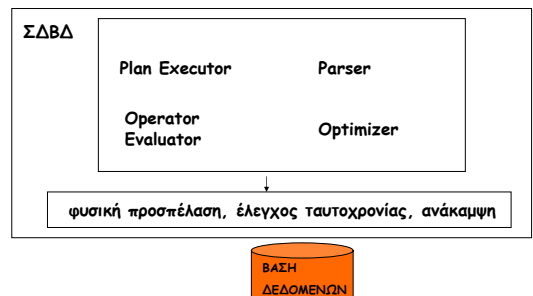 ΣΔΒΔ
Plan Executor
Parser
Operator
Evaluator
Optimizer
φυσική προσπέλαση, έλεγχος ταυτοχρονίας, ανάκαμψη
ΒΑΣΗ
ΔΕΔΟΜΕΝΩΝ